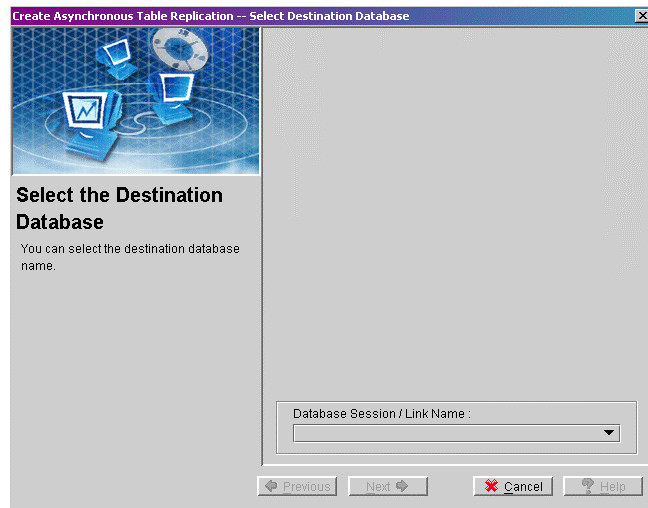 Create Asynchronous Table Replication -- Select Destination Database
Select the Destination
Database
You can select the destination database
name.
Database Session / Link Name :
Previous
Next
Cancel
Help